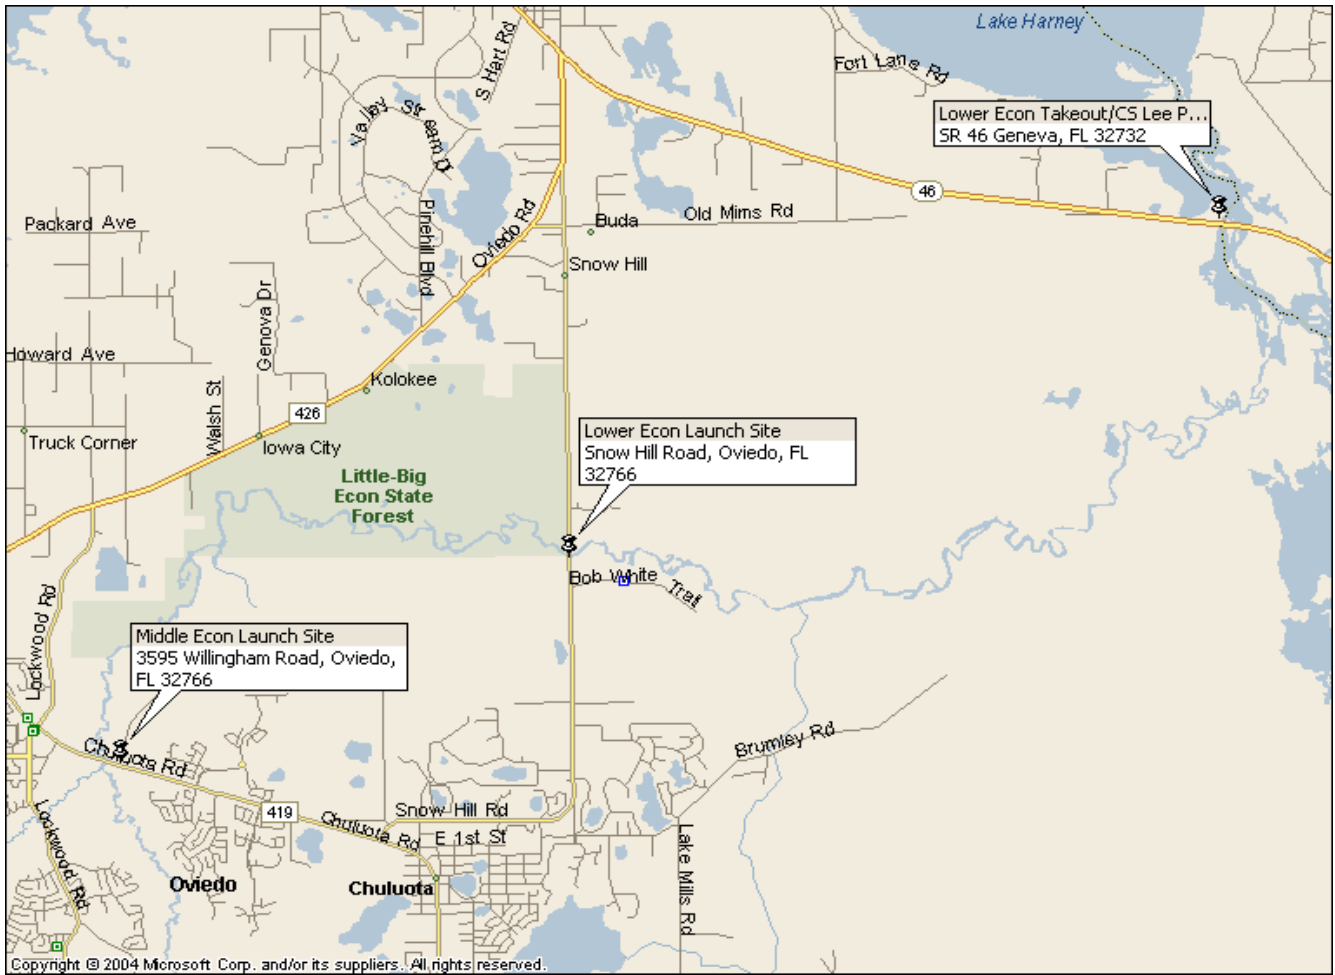 Lake Harney
S Hart Rd
Fort Lane Rd
Valley Stream D
Lower Econ Takeout/CS Lee P...
SR 46 Geneva, FL 32732
46
Packard Ave
Pinehill Blvd
Oviedo Rd
Buda
Old Mims Rd
Snow Hill
Genova Dr
Howard Ave
Kolokee
Walsh St
426
Truck Corner
Iowa City
Lower Econ Launch Site
Snow Hill Road, Oviedo, FL
32766
Little-Big
Econ State
Forest
Bob White Trail
Lockwood Rd
Middle Econ Launch Site
3595 Willingham Road, Oviedo,
FL 32766
Chuluota Rd
Brumley Rd
419
Snow Hill Rd
Chuluota Rd
E 1st St
Lockwood Rd
Lake Mills Rd
Oviedo
Chuluota
Copyright © 2004 Microsoft Corp. and/or its suppliers. All rights reserved.